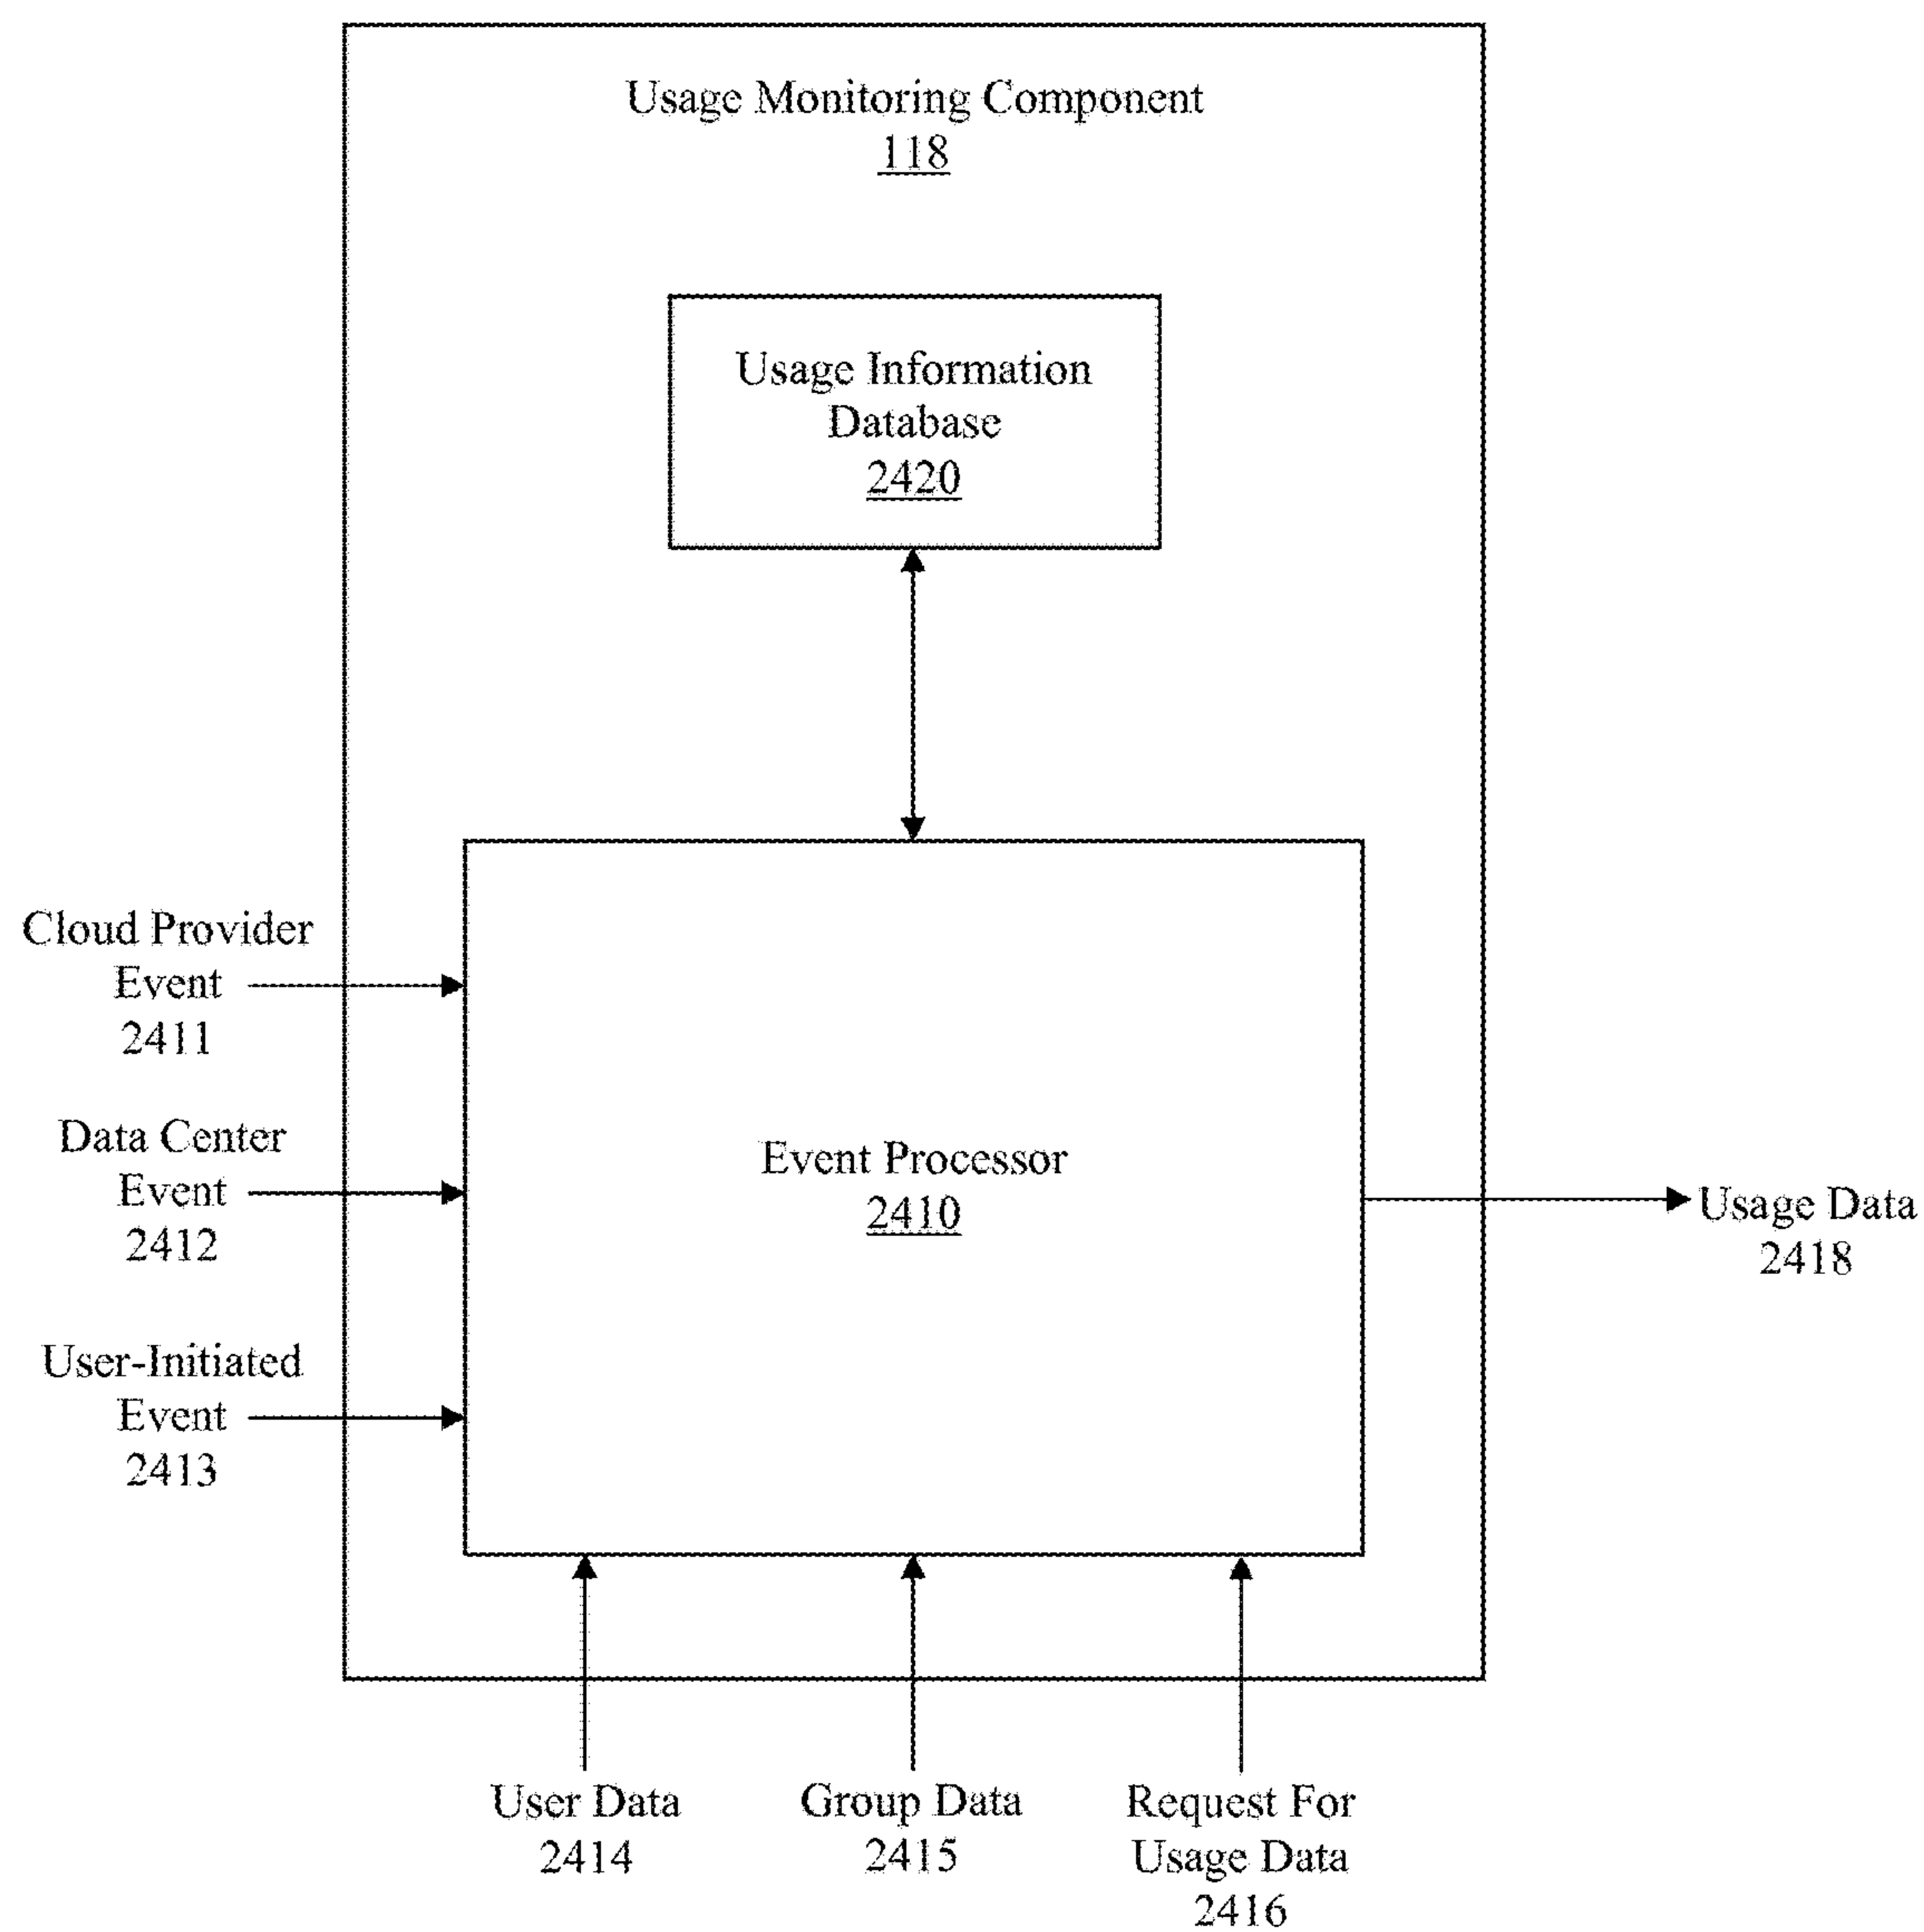 Usage Monitoring Component
118
Usage Information
Database
2420
Cloud Provider
Event
2411
Data Center
Event
2412
User-Initiated
Event
2413
Event Processor
2410
Usage Data
2418
User Data
2414
Group Data
2415
Request For
Usage Data
2416